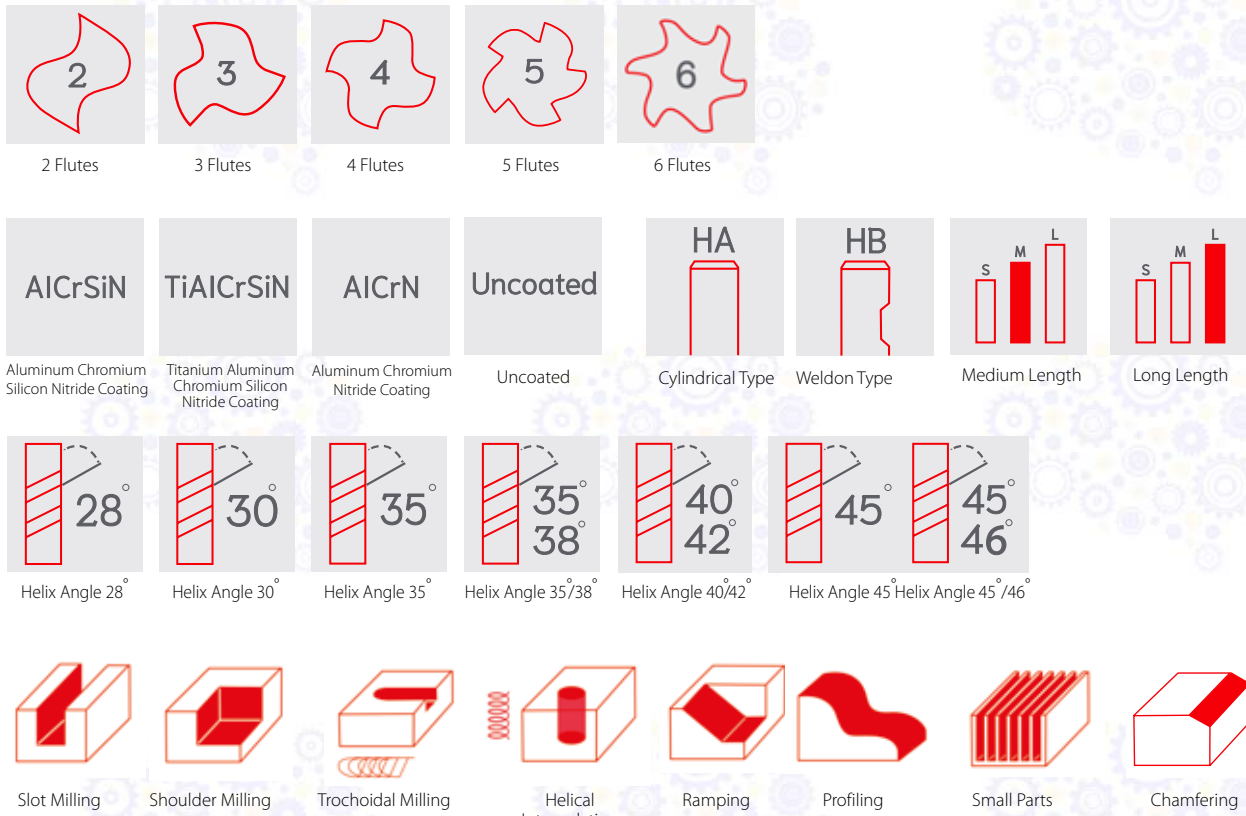 2
3
4
5
6
2 Flutes
3 Flutes
4 Flutes
5 Flutes
6 Flutes
AlCrSiN
TiAlCrSiN
AlCrN
Uncoated
HA
HB
S M L
S M L
Aluminum Chromium
Silicon Nitride Coating
Titanium Aluminum
Chromium Silicon
Nitride Coating
Aluminum Chromium
Nitride Coating
Uncoated
Cylindrical Type
Weldon Type
Medium Length
Long Length
28°
30°
35°
35°
38°
40°
42°
45°
45°
46°
Helix Angle 28°
Helix Angle 30°
Helix Angle 35°
Helix Angle 35°/38°
Helix Angle 40°/42°
Helix Angle 45°
Helix Angle 45°/46°
Slot Milling
Shoulder Milling
Trochoidal Milling
Helical
Ramping
Profiling
Small Parts
Chamfering